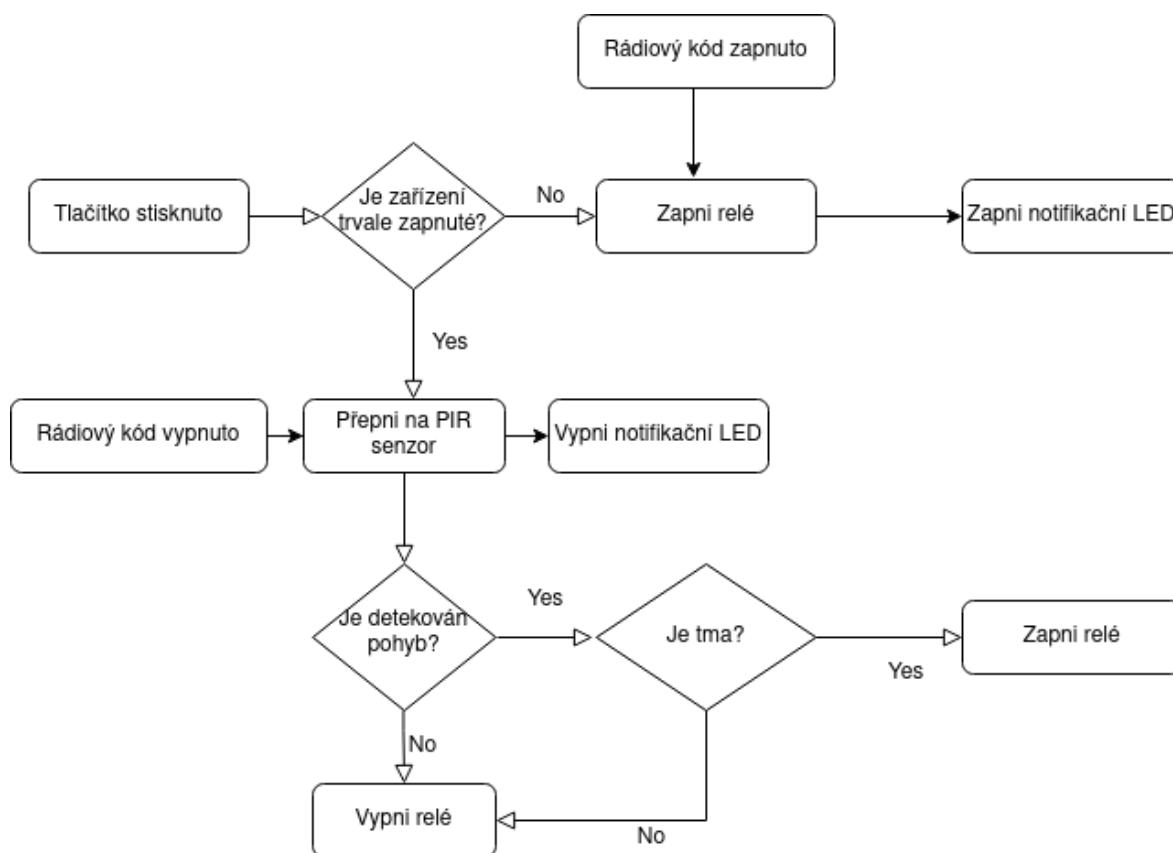 Rádiový kód zapnuto
Tlačítko stisknuto
Je zařízení
trvale zapnuté?
No
Zapni relé
Zapni notifikační LED
Yes
Rádiový kód vypnuto
Přepni na PIR
senzor
Vypni notifikační LED
Je detekován
pohyb?
Yes
Je tma?
Yes
Zapni relé
No
Vypni relé
No